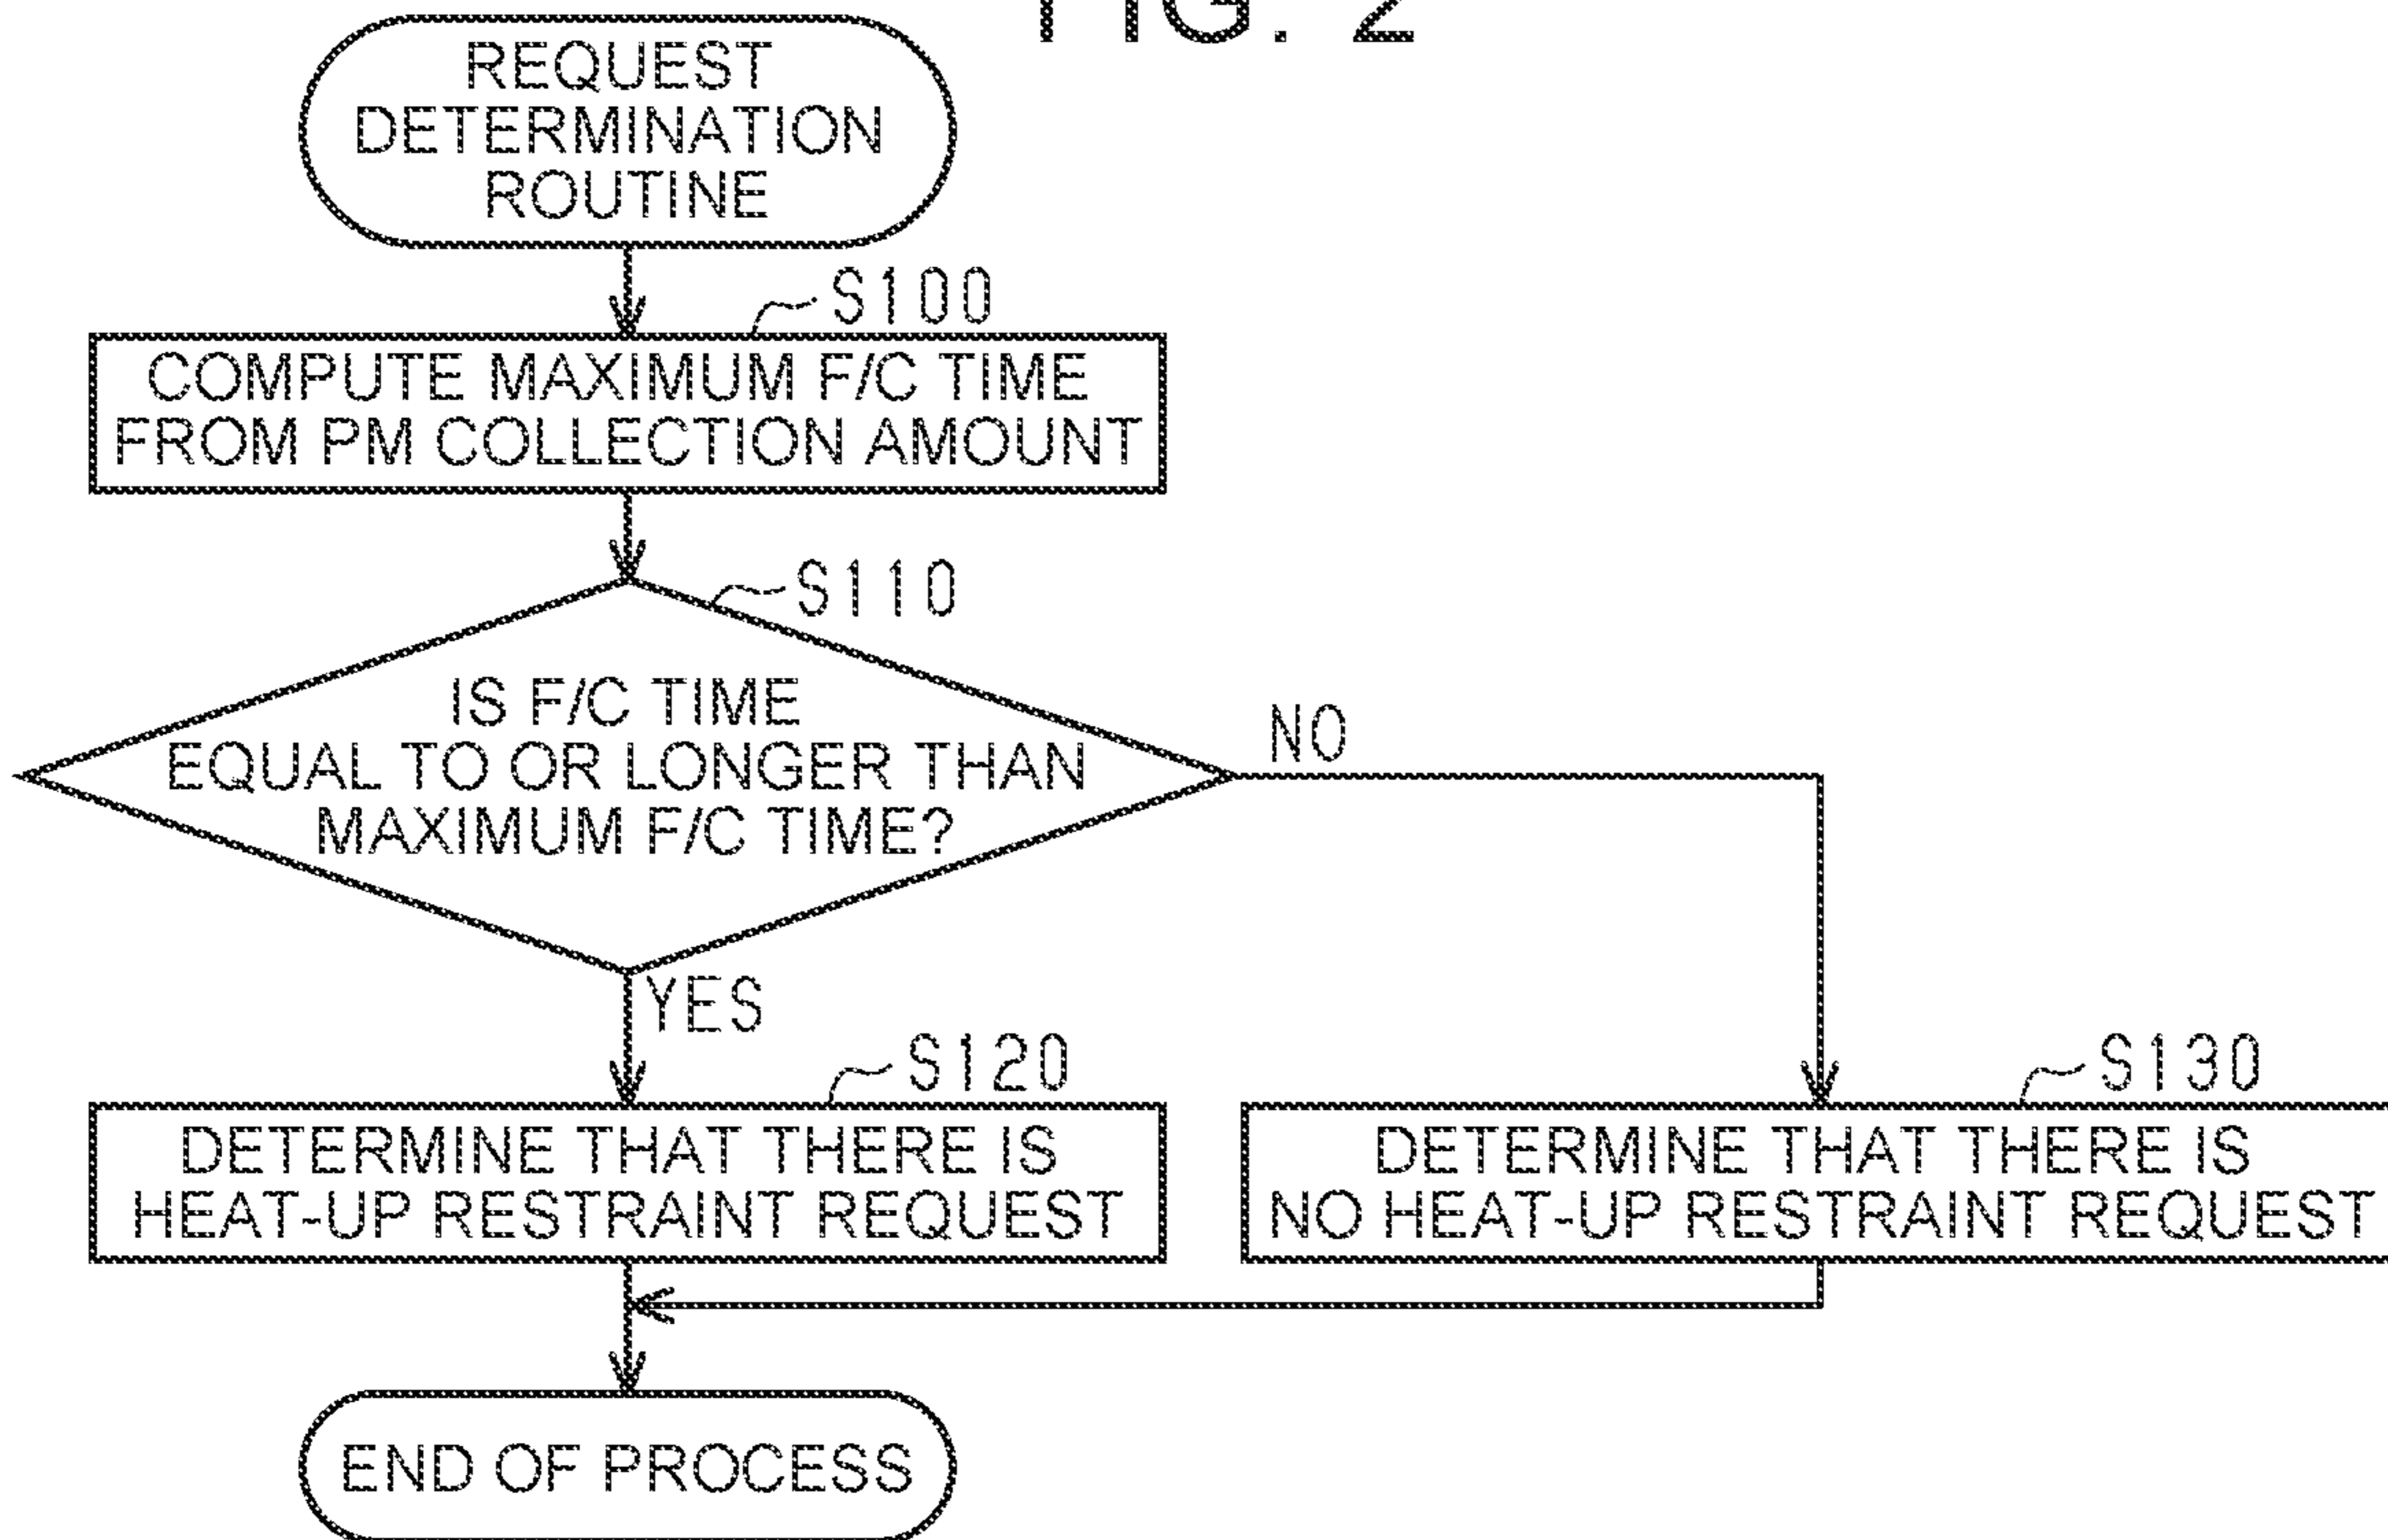 FIG. 2
REQUEST
DETERMINATION
ROUTINE
S100
COMPUTE MAXIMUM F/C TIME
FROM PM COLLECTION AMOUNT
S110
IS F/C TIME
EQUAL TO OR LONGER THAN
MAXIMUM F/C TIME?
NO
YES
S120
DETERMINE THAT THERE IS
HEAT-UP RESTRAINT REQUEST
S130
DETERMINE THAT THERE IS
NO HEAT-UP RESTRAINT REQUEST
END OF PROCESS